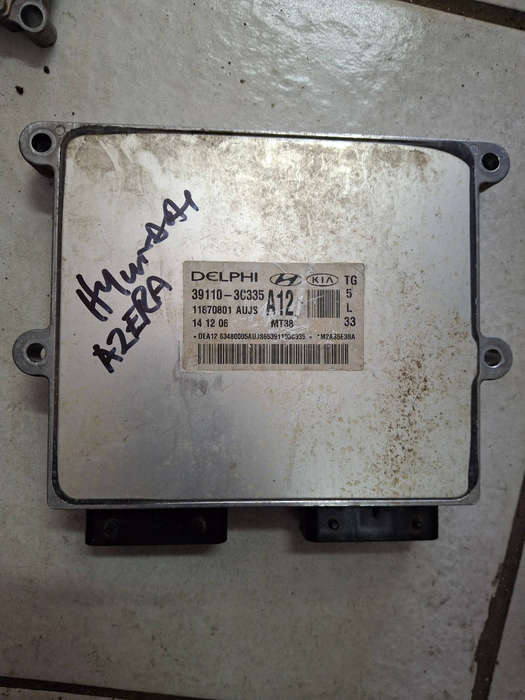 Hyundai
AZERA
DELPHI KIA TG
39110-3C335 A12 5
11670801 AUJS L
14 12 06 MT38 33